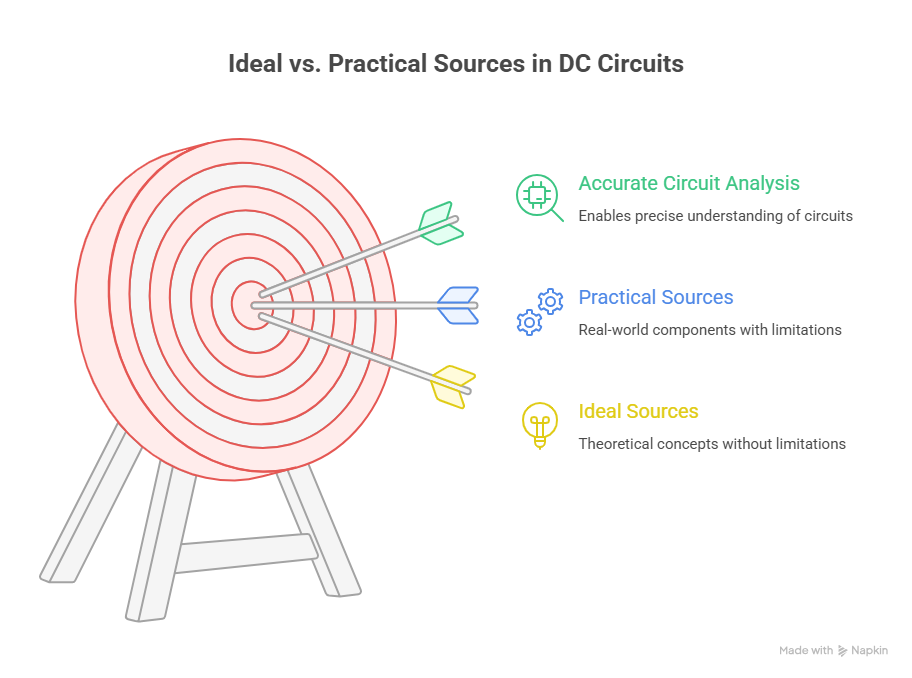 Ideal vs. Practical Sources in DC Circuits
Accurate Circuit Analysis
Enables precise understanding of circuits
Practical Sources
Real-world components with limitations
Ideal Sources
Theoretical concepts without limitations
Made with Napkin